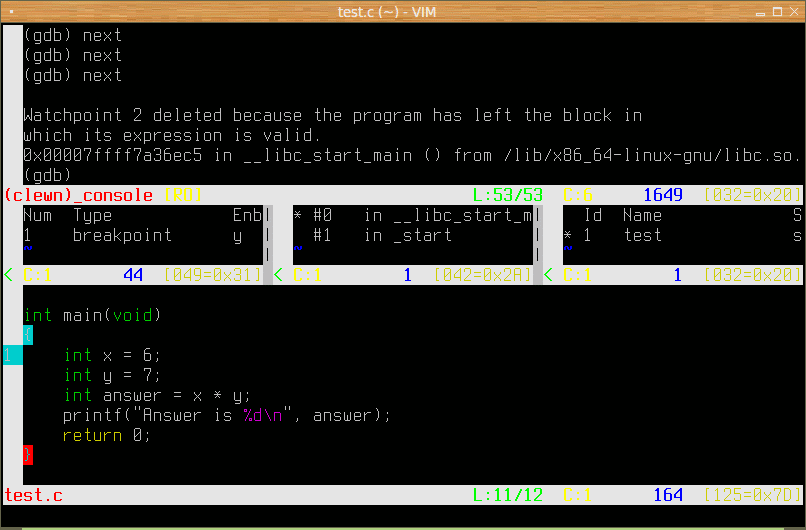 test.c (~) - VIM
(gdb) next
(gdb) next
(gdb) next
Watchpoint 2 deleted because the program has left the block in
which its expression is valid.
0x00007ffff7a36ec5 in __libc_start_main () from /lib/x86_64-linux-gnu/libc.so.
(gdb)
(clewn)_console [RO] L:53/53 C:6 1649 [032=0x20]
Num Type Enb
1 breakpoint y
~
< C:1 44 [049=0x31]
* #0 in __libc_start_m
#1 in _start
~
< C:1 1 [042=0x2A]
Id Name S
* 1 test s
~
< C:1 1 [032=0x20]
int main(void)
{
1 int x = 6;
int y = 7;
int answer = x * y;
printf("Answer is %d\n", answer);
return 0;
}
test.c L:11/12 C:1 164 [125=0x7D]